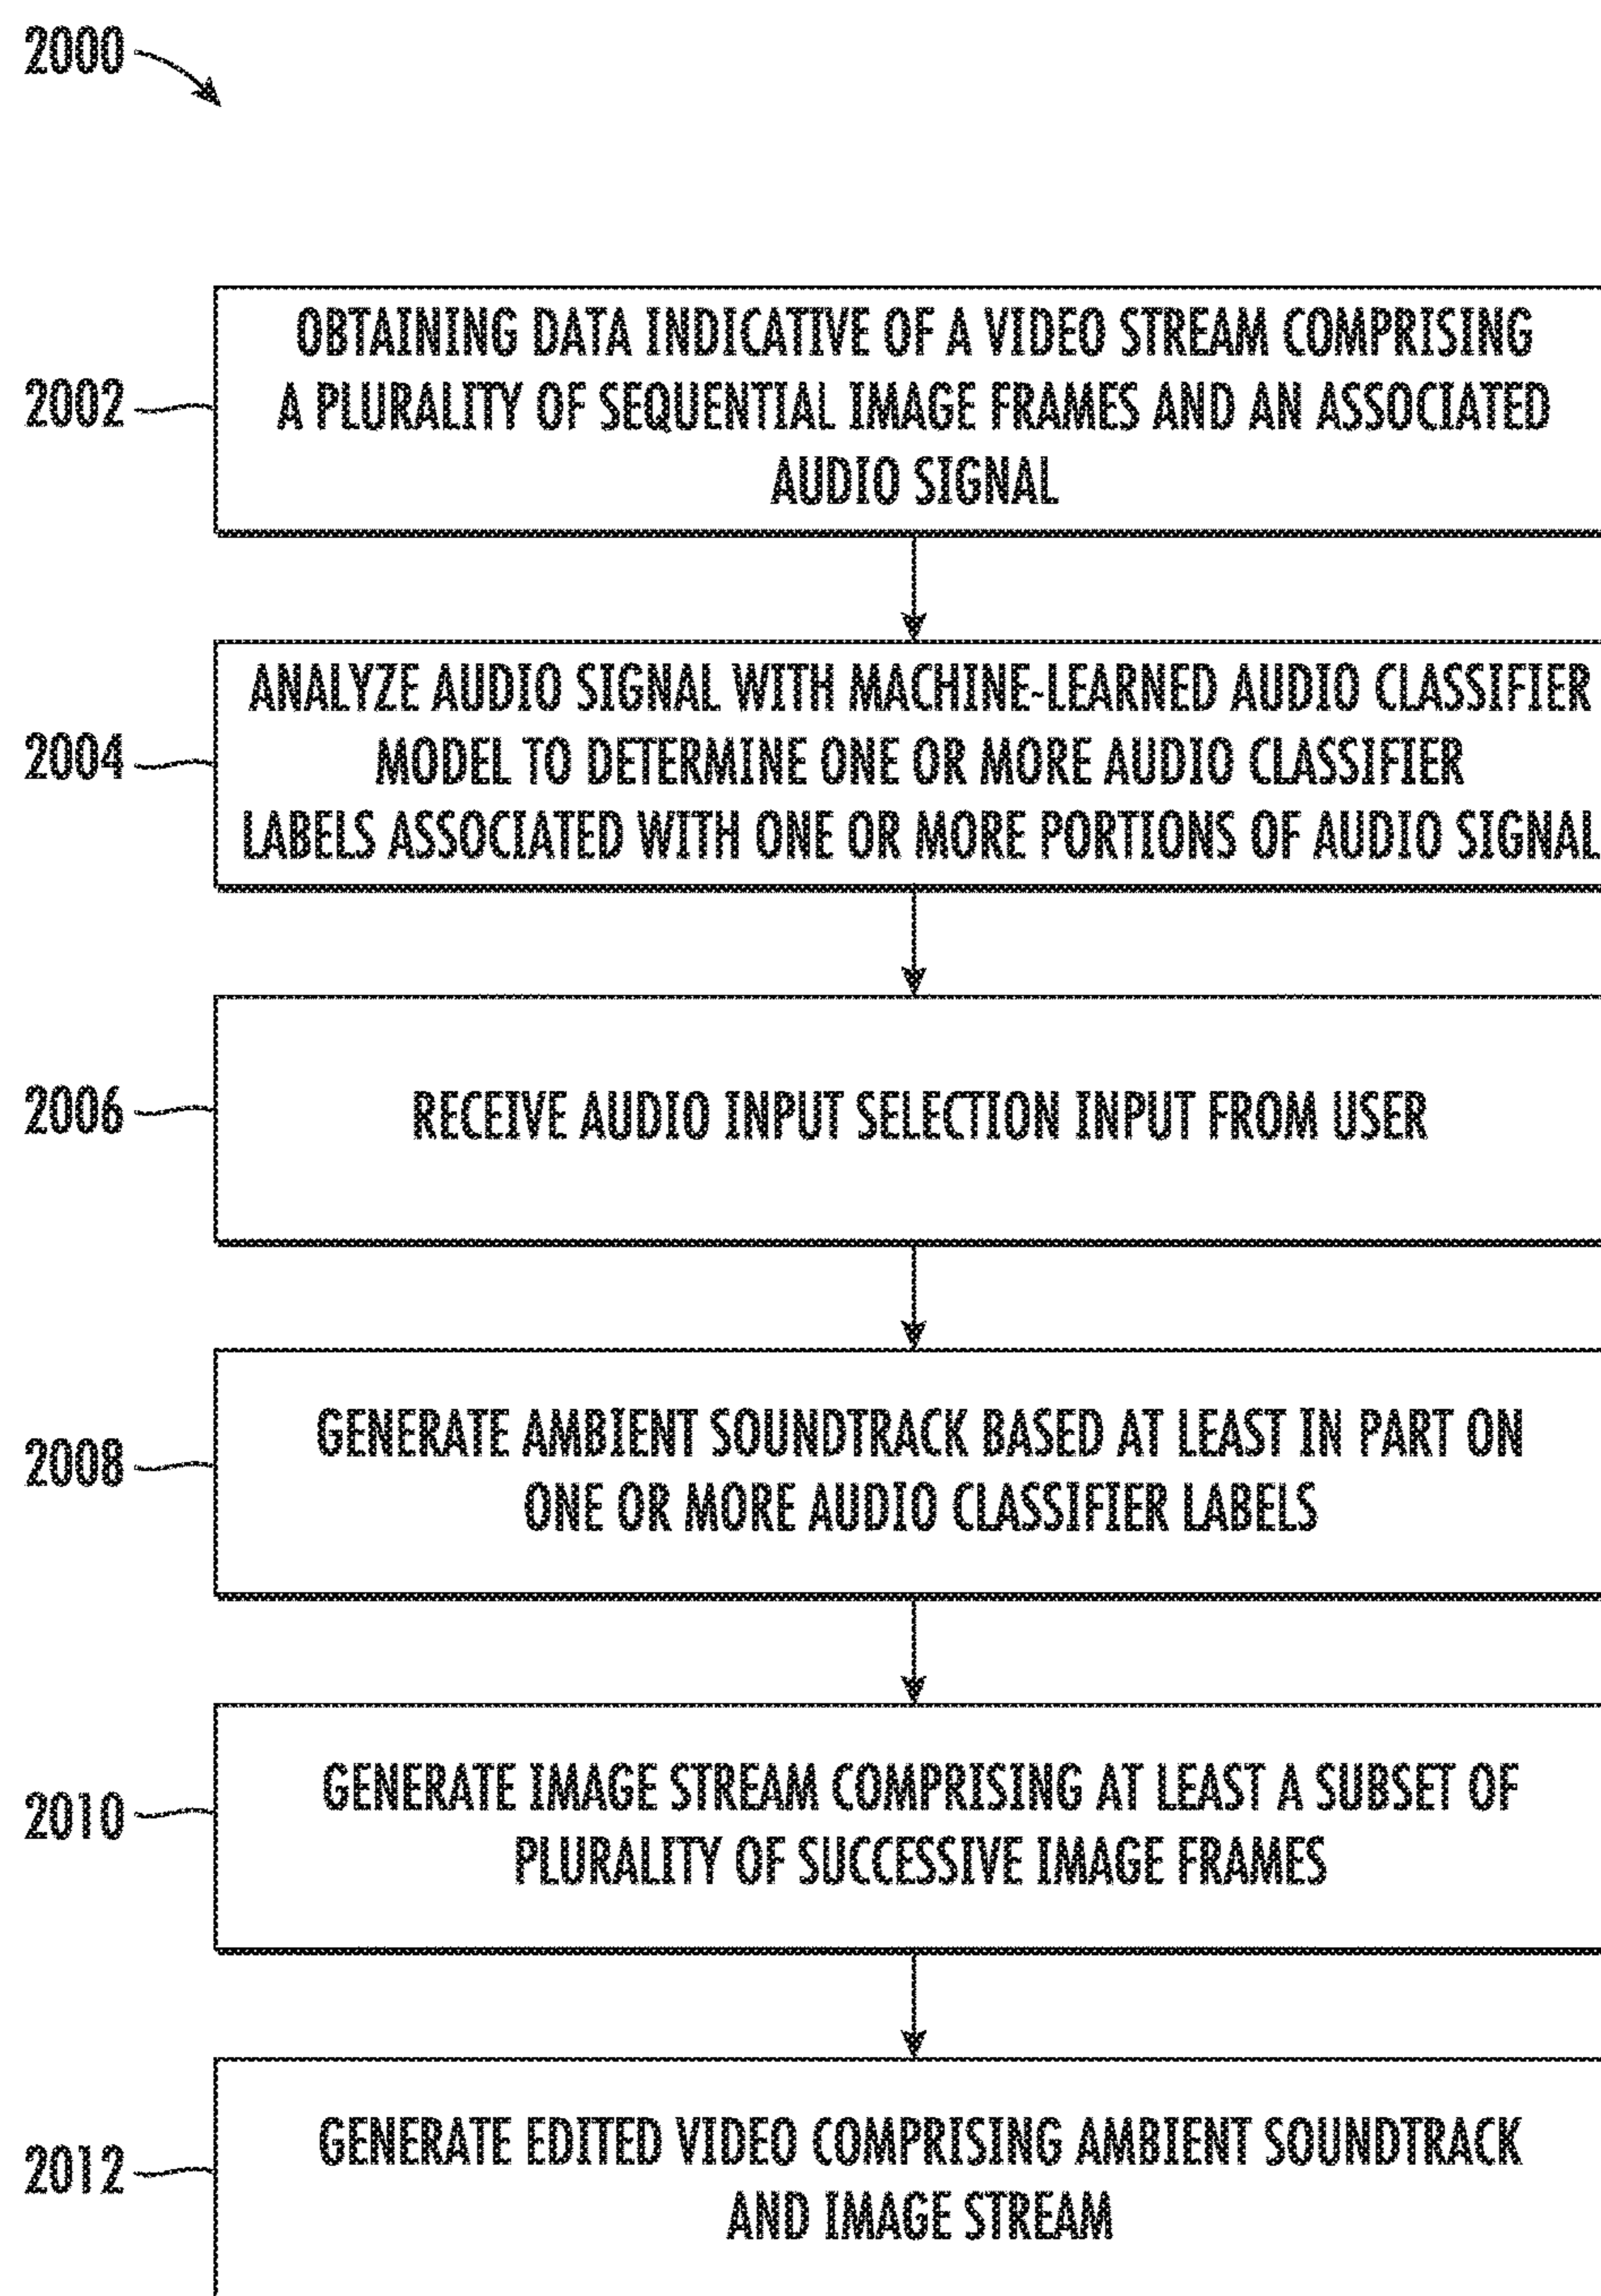 2000
OBTAINING DATA INDICATIVE OF A VIDEO STREAM COMPRISING
A PLURALITY OF SEQUENTIAL IMAGE FRAMES AND AN ASSOCIATED
AUDIO SIGNAL
2002
ANALYZE AUDIO SIGNAL WITH MACHINE-LEARNED AUDIO CLASSIFIER
MODEL TO DETERMINE ONE OR MORE AUDIO CLASSIFIER
LABELS ASSOCIATED WITH ONE OR MORE PORTIONS OF AUDIO SIGNAL
2004
RECEIVE AUDIO INPUT SELECTION INPUT FROM USER
2006
GENERATE AMBIENT SOUNDTRACK BASED AT LEAST IN PART ON
ONE OR MORE AUDIO CLASSIFIER LABELS
2008
GENERATE IMAGE STREAM COMPRISING AT LEAST A SUBSET OF
PLURALITY OF SUCCESSIVE IMAGE FRAMES
2010
GENERATE EDITED VIDEO COMPRISING AMBIENT SOUNDTRACK
AND IMAGE STREAM
2012